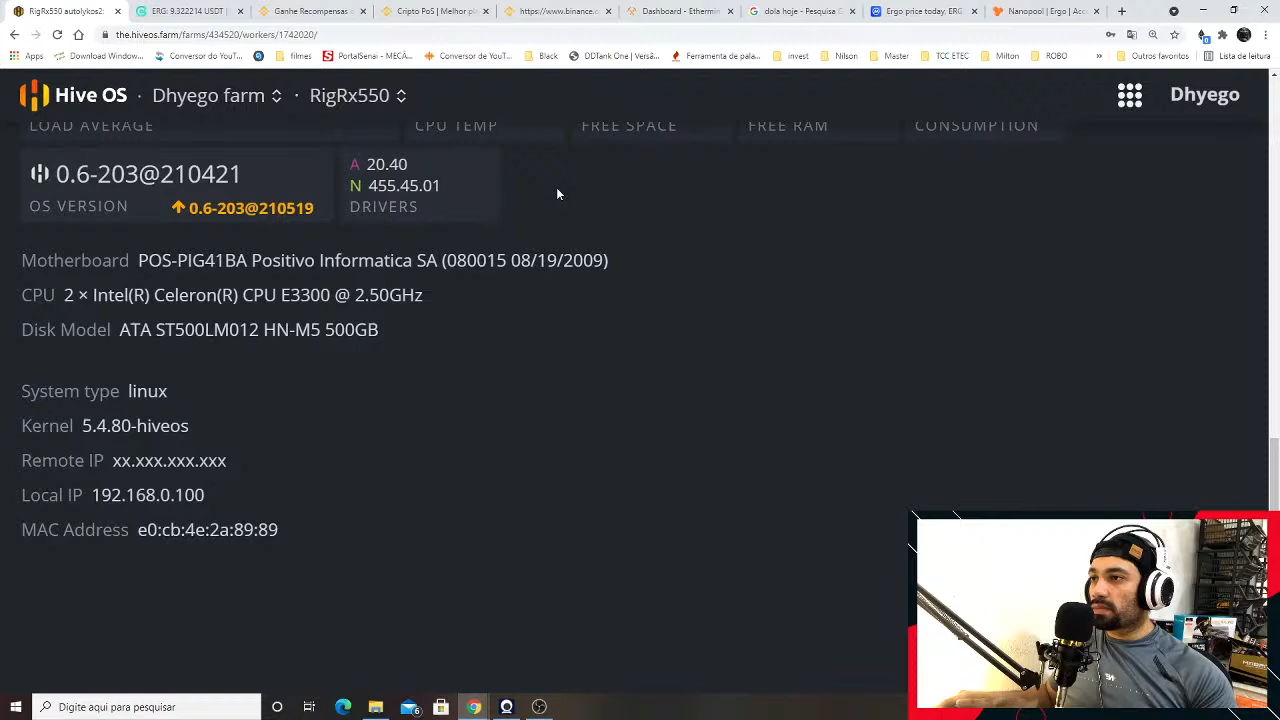 RigRx550 autolykos2:
ERG: 9.322214 USDT |
Ganhe Recompensas
Cripto PoS | Melhor pl
https://www.binance.c
Dashboard - Ethermin
dola hoje - Pesquisa G
Ergo price today, ERG
Nanopool | Ergo | Acc
the.hiveos.farm/farms/434520/workers/1742020/
Apps
Download Window...
Conversor do YouT...
filmes
PortalSenai — MECÂ...
Conversor de YouT...
Black
DDTank One | (Versâ...
Ferramenta de pala...
invest
Nilson
Master
TCC ETEC
Milton
ROBO
»
Outros favoritos
Lista de leitura
Hive OS · Dhyego farm · RigRx550
Dhyego
LOAD AVERAGE
CPU TEMP
FREE SPACE
FREE RAM
CONSUMPTION
0.6-203@210421
OS VERSION
0.6-203@210519
A 20.40
N 455.45.01
DRIVERS
Motherboard POS-PIG41BA Positivo Informatica SA (080015 08/19/2009)
CPU 2 × Intel(R) Celeron(R) CPU E3300 @ 2.50GHz
Disk Model ATA ST500LM012 HN-M5 500GB
System type linux
Kernel 5.4.80-hiveos
Remote IP xx.xxx.xxx.xxx
Local IP 192.168.0.100
MAC Address e0:cb:4e:2a:89:89
Digite aqui para pesquisar